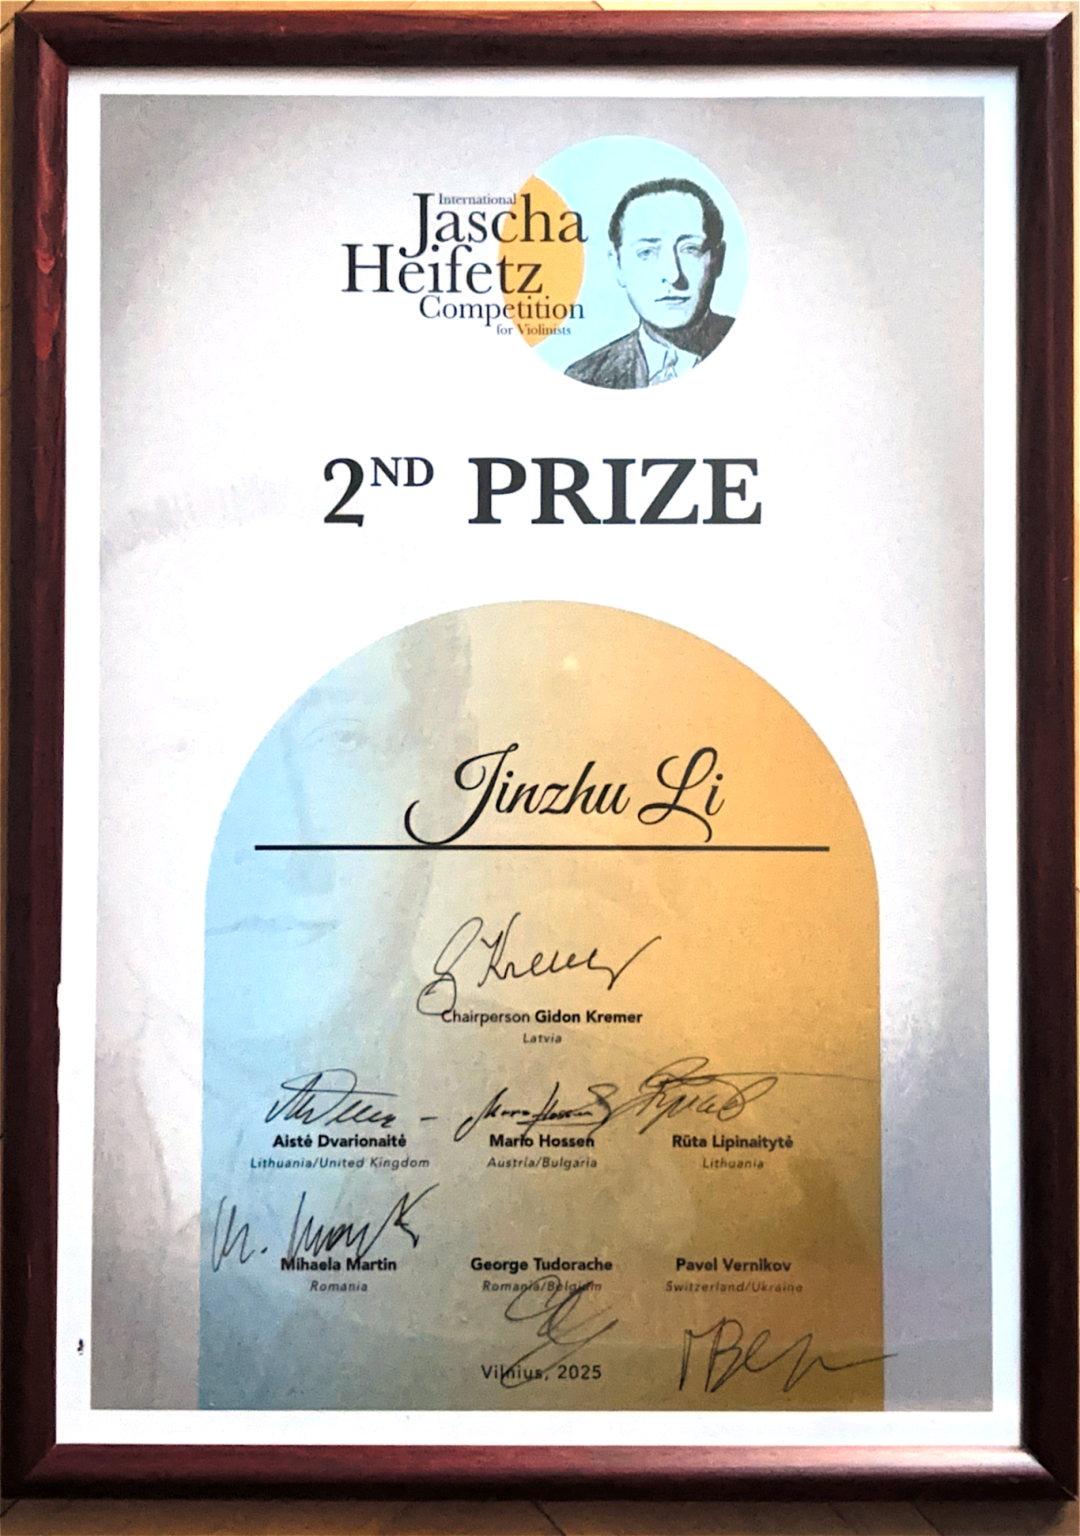 International
Jascha
Heifetz
Competition
for Violinists
2ND PRIZE
Jinzhu Li
G Kremer
Chairperson Gidon Kremer
Latvia
Aistė Dvarionaitė Mario Hossen Rūta Lipinaitytė
Lithuania/United Kingdom Austria/Bulgaria Lithuania
Mihaela Martin George Tudorache Pavel Vernikov
Romania Romania/Belgium Switzerland/Ukraine
Vilnius, 2025